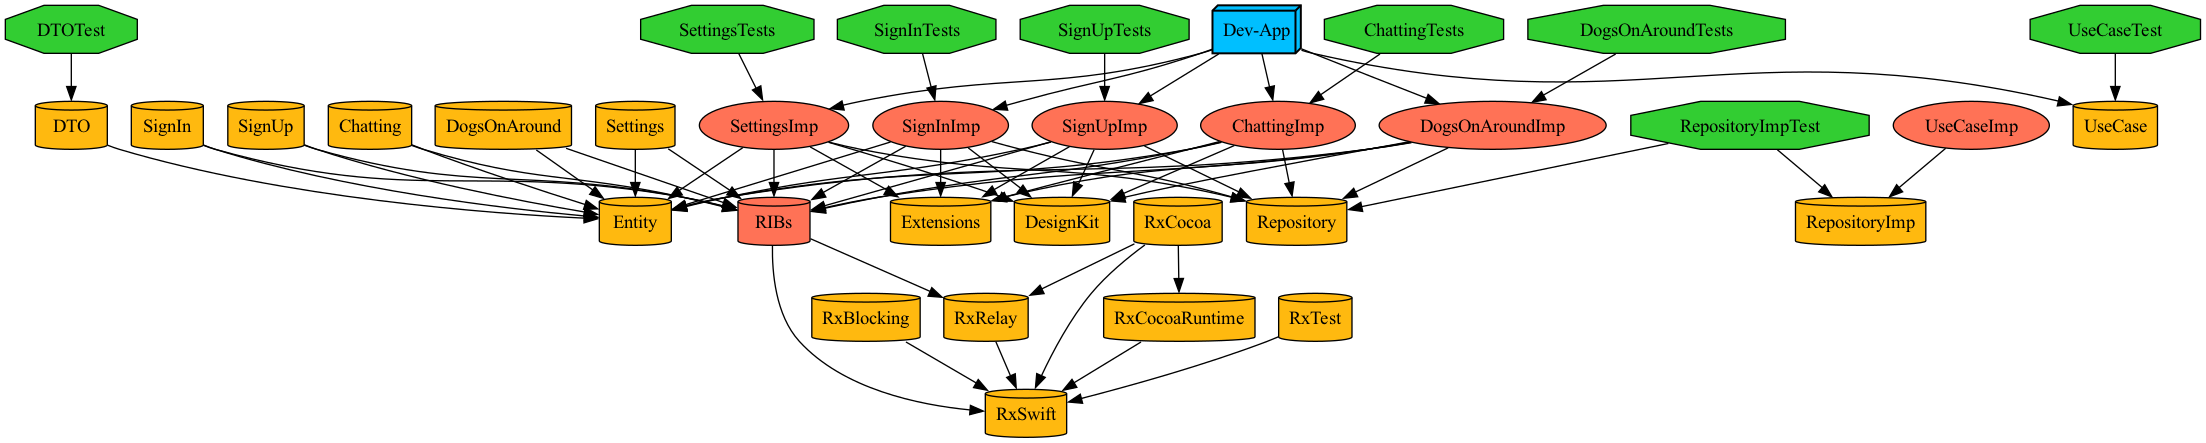 DTOTest
SettingsTests
SignInTests
SignUpTests
Dev-App
ChattingTests
DogsOnAroundTests
UseCaseTest
DTO
SignIn
SignUp
Chatting
DogsOnAround
Settings
SettingsImp
SignInImp
SignUpImp
ChattingImp
DogsOnAroundImp
RepositoryImpTest
UseCaseImp
UseCase
Entity
RIBs
Extensions
DesignKit
RxCocoa
Repository
RepositoryImp
RxBlocking
RxRelay
RxCocoaRuntime
RxTest
RxSwift